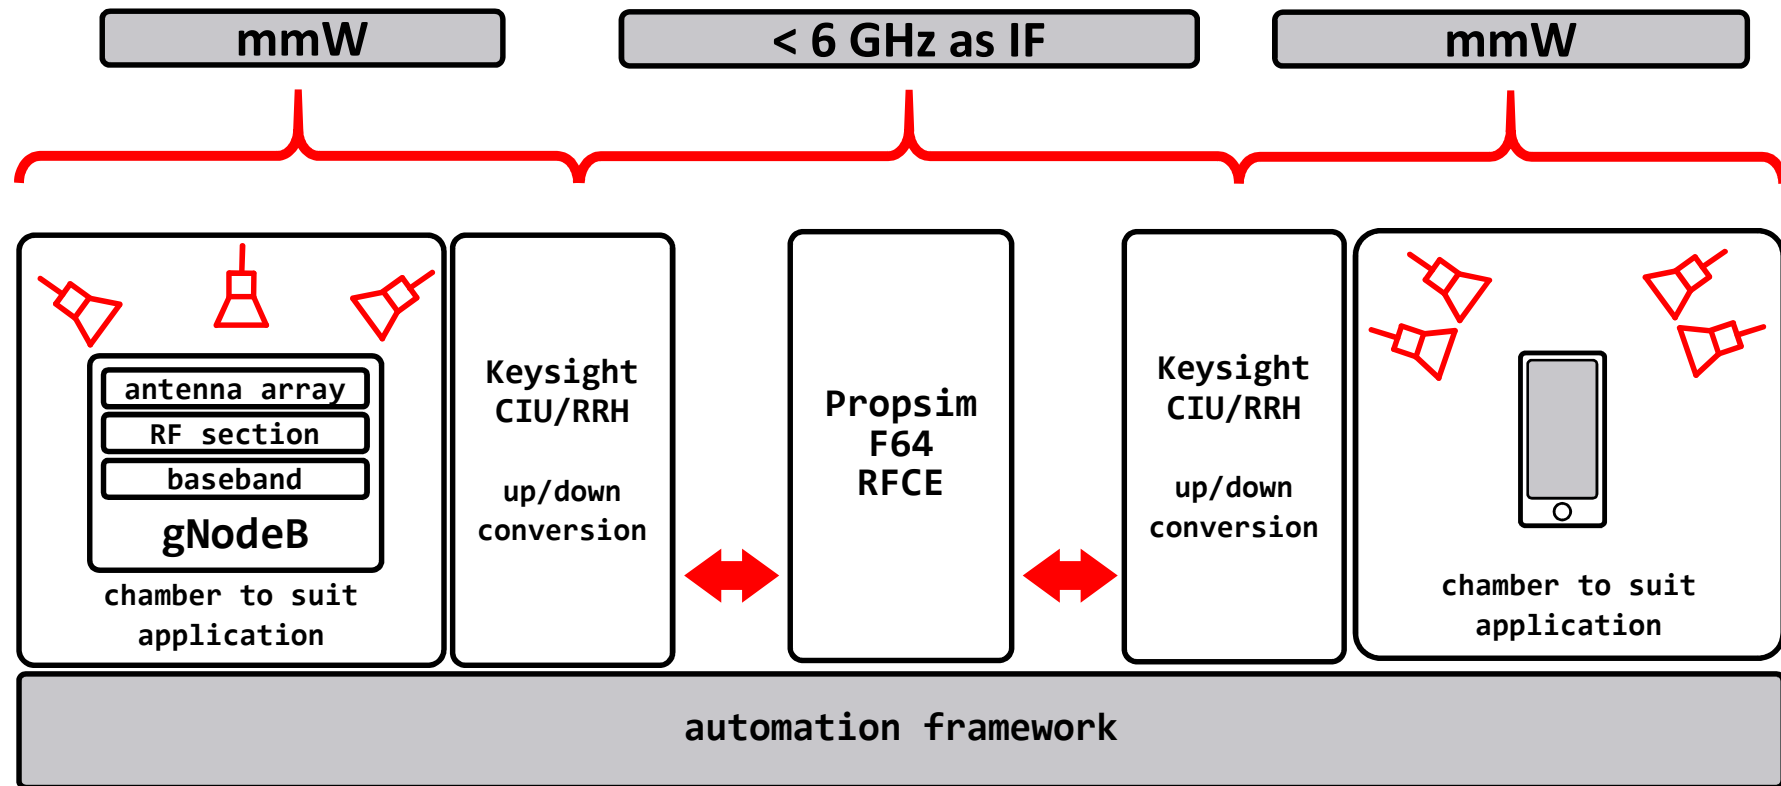 mmW
< 6 GHz as IF
mmW
antenna array
RF section
baseband
gNodeB
chamber to suit
application
Keysight
CIU/RRH
up/down
conversion
Propsim
F64
RFCE
Keysight
CIU/RRH
up/down
conversion
chamber to suit
application
automation framework